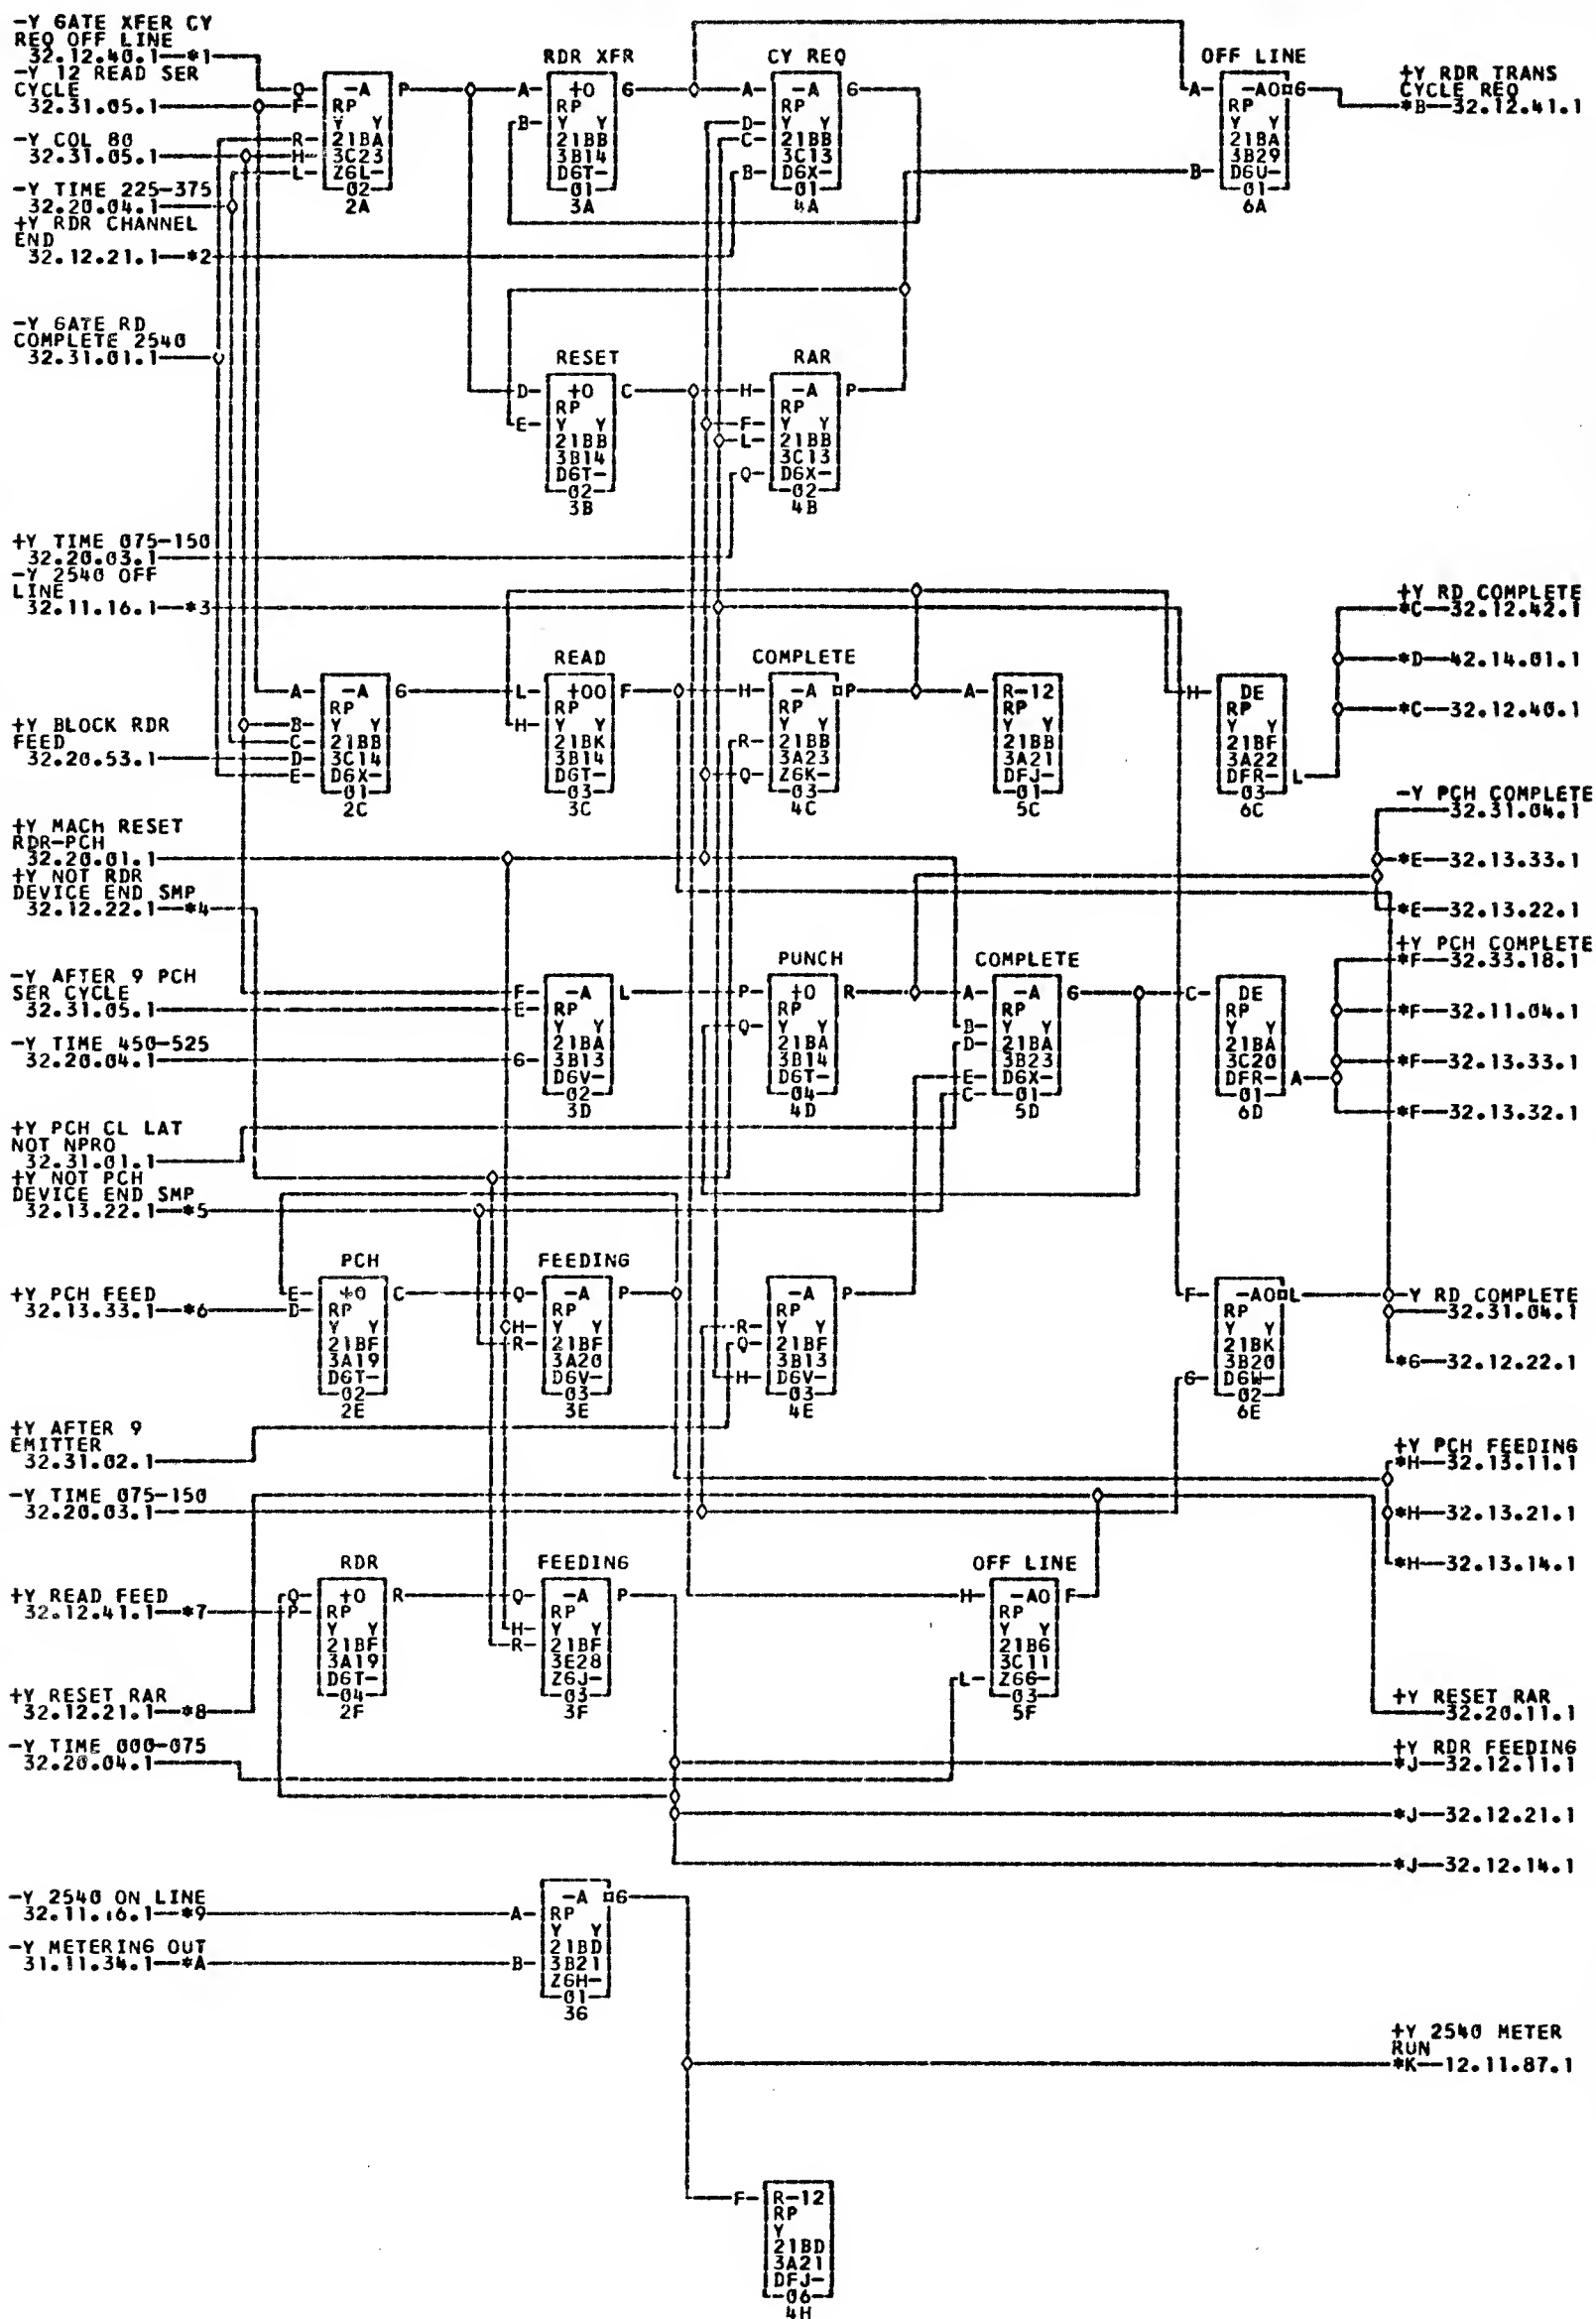 -Y GATE XFER CY
REQ OFF LINE
32.12.40.1—*1
-Y 12 READ SER
CYCLE
32.31.05.1
-Y COL 80
32.31.05.1
-Y TIME 225-375
32.20.04.1
+Y RDR CHANNEL
END
32.12.21.1—*2
-Y GATE RD
COMPLETE 2540
32.31.01.1
+Y TIME 075-150
32.20.03.1
-Y 2540 OFF
LINE
32.11.16.1—*3
+Y BLOCK RDR
FEED
32.20.53.1
+Y MACH RESET
RDR-PCH
32.20.01.1
+Y NOT RDR
DEVICE END SMP
32.12.22.1—*4
-Y AFTER 9 PCH
SER CYCLE
32.31.05.1
-Y TIME 450-525
32.20.04.1
+Y PCH CL LAT
NOT NPRO
32.31.01.1
+Y NOT PCH
DEVICE END SMP
32.13.22.1—*5
+Y PCH FEED
32.13.33.1—*6
+Y AFTER 9
EMITTER
32.31.02.1
-Y TIME 075-150
32.20.03.1
+Y READ FEED
32.12.41.1—*7
+Y RESET RAR
32.12.21.1—*8
-Y TIME 000-075
32.20.04.1
-Y 2540 ON LINE
32.11.16.1—*9
-Y METERING OUT
31.11.34.1—*A
Q F R H L
-A P
RP
Y Y
21BA
3C23
Z6L-
02
2A
RDR XFR
A B
+O G
RP
Y Y
21BB
3B14
D6T-
01
3A
CY REQ
A D C B
-A G
RP
Y Y
21BB
3C13
D6X-
01
4A
OFF LINE
A B
-AO G
RP
Y Y
21BA
3B29
D6U-
01
6A
RESET
D E
+O C
RP
Y Y
21BB
3B14
D6T-
02
3B
RAR
H F L Q
-A P
RP
Y Y
21BB
3C13
D6X-
02
4B
A B C D E
-A G
RP
Y Y
21BB
3C14
D6X-
01
2C
READ
L H
+OO F
RP
Y Y
21BK
3B14
D6T-
03
3C
COMPLETE
H R Q
-A P
RP
Y Y
21BB
3A23
Z6K-
03
4C
A
R-12
RP
Y Y
21BB
3A21
DFJ-
01
5C
H
DE
RP
Y Y
21BF
3A22
DFR- L
03
6C
F E G
-A L
RP
Y Y
21BA
3B13
D6V-
02
3D
PUNCH
P Q
+O R
RP
Y Y
21BA
3B14
D6T-
04
4D
COMPLETE
A B D E C
-A G
RP
Y Y
21BA
3B23
D6X-
01
5D
C
DE
RP
Y Y
21BA
3C20
DFR- A
01
6D
PCH
E D
+O C
RP
Y Y
21BF
3A19
D6T-
02
2E
FEEDING
Q H R
-A P
RP
Y Y
21BF
3A20
D6V-
03
3E
R Q H
-A P
RP
Y Y
21BF
3B13
D6V-
03
4E
F G
-AO L
RP
Y Y
21BK
3B20
D6W-
02
6E
RDR
Q P
+O R
RP
Y Y
21BF
3A19
D6T-
04
2F
FEEDING
Q H R
-A P
RP
Y Y
21BF
3E28
Z6J-
03
3F
OFF LINE
H L
-AO F
RP
Y Y
21BG
3C11
Z6G-
03
5F
A B
-A G
RP
Y Y
21BD
3B21
Z6H-
01
3G
F
R-12
RP
Y
21BD
3A21
DFJ-
06
4H
+Y RDR TRANS
CYCLE REQ
*B—32.12.41.1
+Y RD COMPLETE
*C—32.12.42.1
*D—42.14.01.1
*C—32.12.40.1
-Y PCH COMPLETE
32.31.04.1
*E—32.13.33.1
*E—32.13.22.1
+Y PCH COMPLETE
*F—32.33.18.1
*F—32.11.04.1
*F—32.13.33.1
*F—32.13.32.1
-Y RD COMPLETE
32.31.04.1
*G—32.12.22.1
+Y PCH FEEDING
*H—32.13.11.1
*H—32.13.21.1
*H—32.13.14.1
+Y RESET RAR
32.20.11.1
+Y RDR FEEDING
*J—32.12.11.1
*J—32.12.21.1
*J—32.12.14.1
+Y 2540 METER
RUN
*K—12.11.87.1